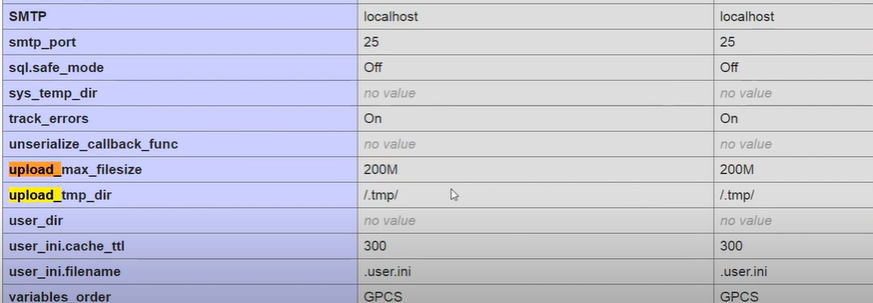 SMTP localhost localhost
smtp_port 25 25
sql.safe_mode Off Off
sys_temp_dir no value no value
track_errors On On
unserialize_callback_func no value no value
upload_max_filesize 200M 200M
upload_tmp_dir /.tmp/ /.tmp/
user_dir no value no value
user_ini.cache_ttl 300 300
user_ini.filename .user.ini .user.ini
variables_order GPCS GPCS